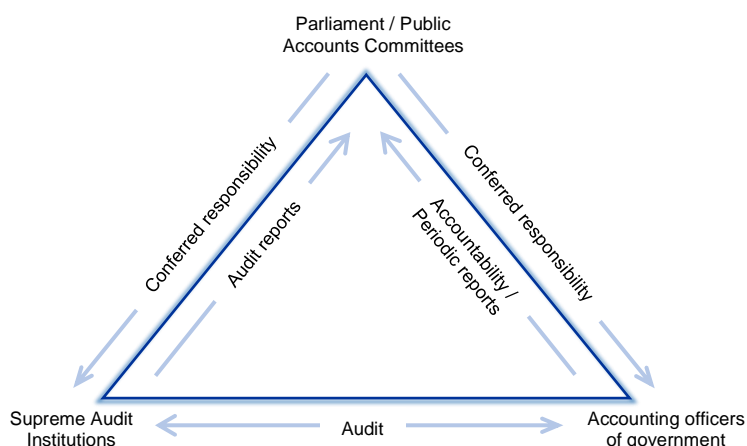 Parliament / Public
Accounts Committees
Conferred responsibility
Audit reports
Accountability /
Periodic reports
Conferred responsibility
Supreme Audit
Institutions
Audit
Accounting officers
of government